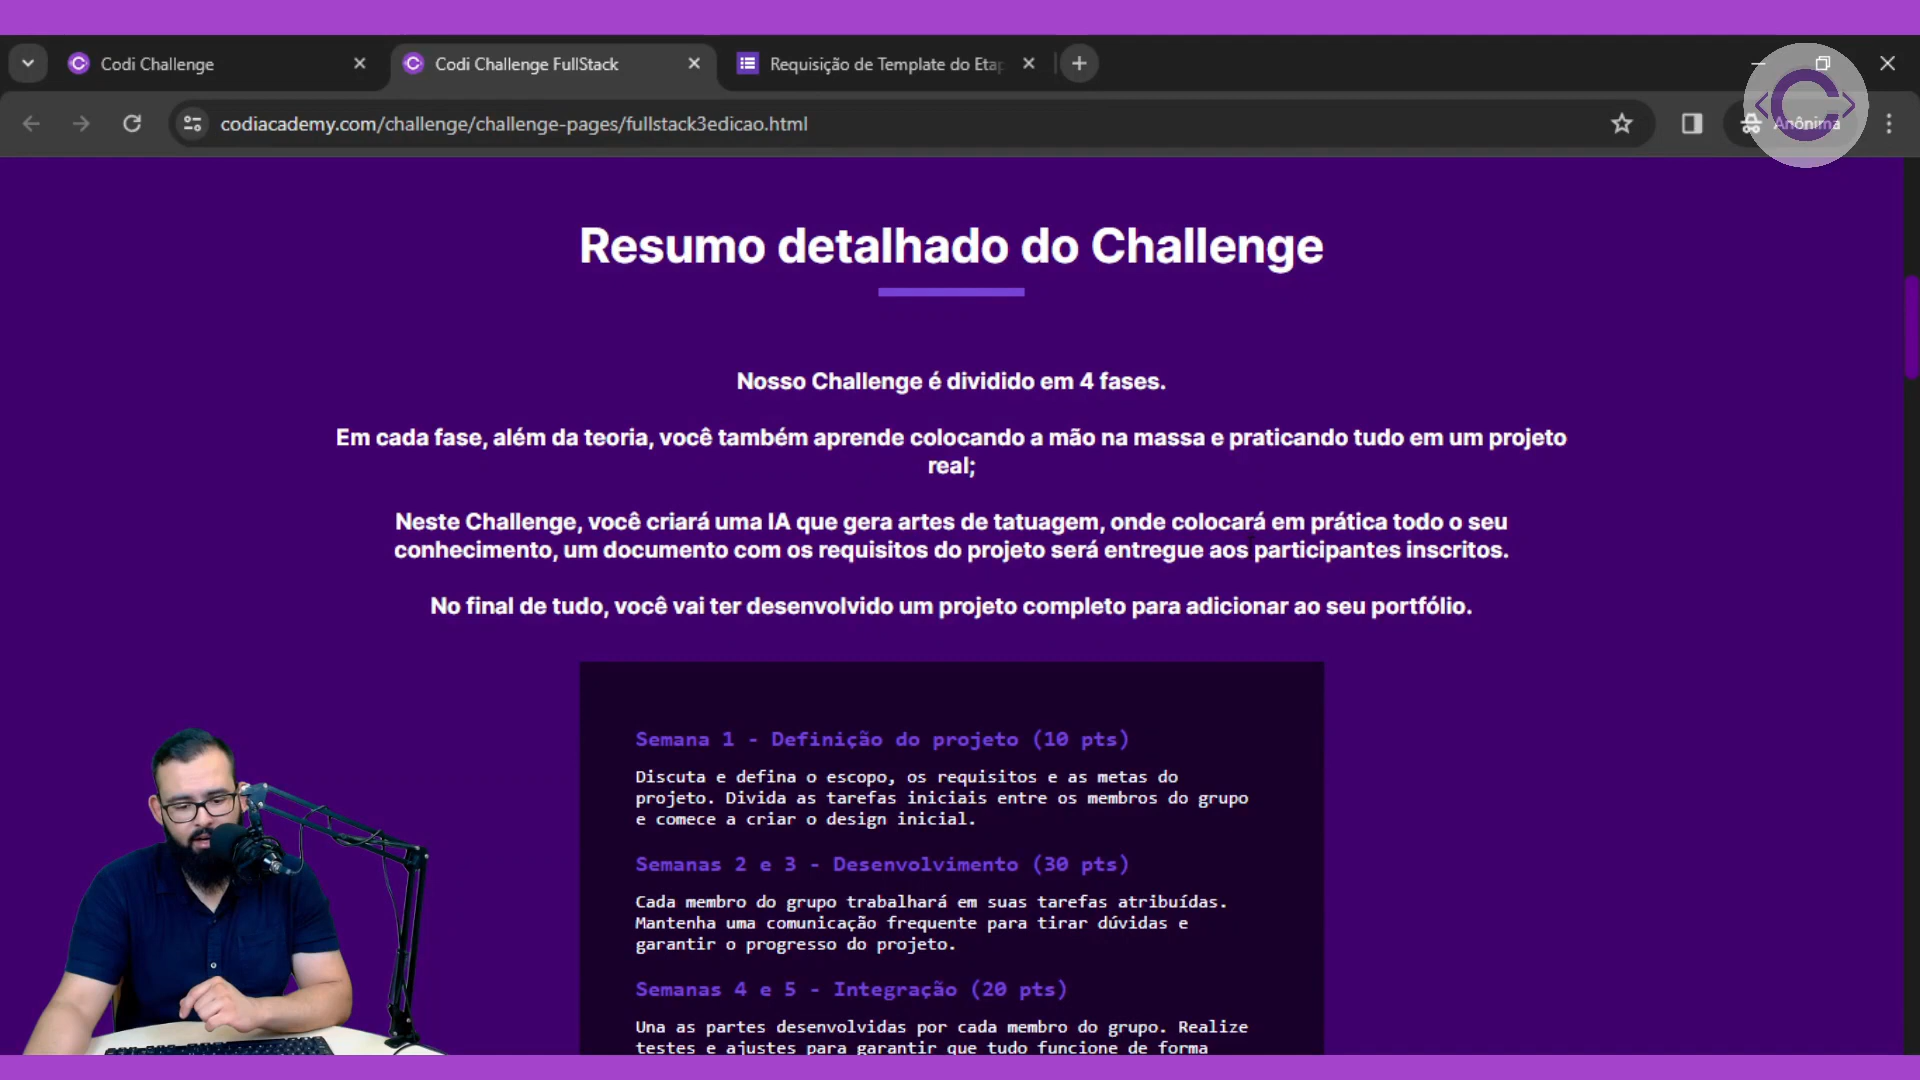 Codi Challenge
Codi Challenge FullStack
Requisição de Template do Etap
codiacademy.com/challenge/challenge-pages/fullstack3edicao.html
Anônima
Resumo detalhado do Challenge
Nosso Challenge é dividido em 4 fases.
Em cada fase, além da teoria, você também aprende colocando a mão na massa e praticando tudo em um projeto
real;
Neste Challenge, você criará uma IA que gera artes de tatuagem, onde colocará em prática todo o seu
conhecimento, um documento com os requisitos do projeto será entregue aos participantes inscritos.
No final de tudo, você vai ter desenvolvido um projeto completo para adicionar ao seu portfólio.
Semana 1 - Definição do projeto (10 pts)
Discuta e defina o escopo, os requisitos e as metas do
projeto. Divida as tarefas iniciais entre os membros do grupo
e comece a criar o design inicial.
Semanas 2 e 3 - Desenvolvimento (30 pts)
Cada membro do grupo trabalhará em suas tarefas atribuídas.
Mantenha uma comunicação frequente para tirar dúvidas e
garantir o progresso do projeto.
Semanas 4 e 5 - Integração (20 pts)
Una as partes desenvolvidas por cada membro do grupo. Realize
testes e ajustes para garantir que tudo funcione de forma